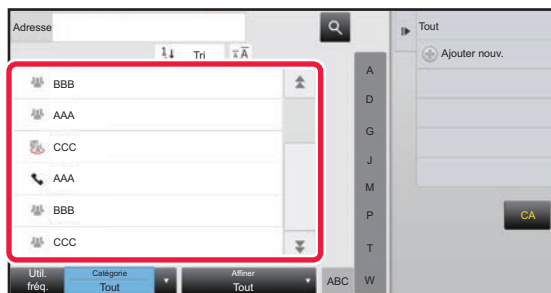 Adresse
Tri
BBB
AAA
CCC
AAA
BBB
CCC
A
D
G
J
M
P
T
W
Util.
fréq.
Catégorie
Tout
Affiner
Tout
ABC
Tout
Ajouter nouv.
CA